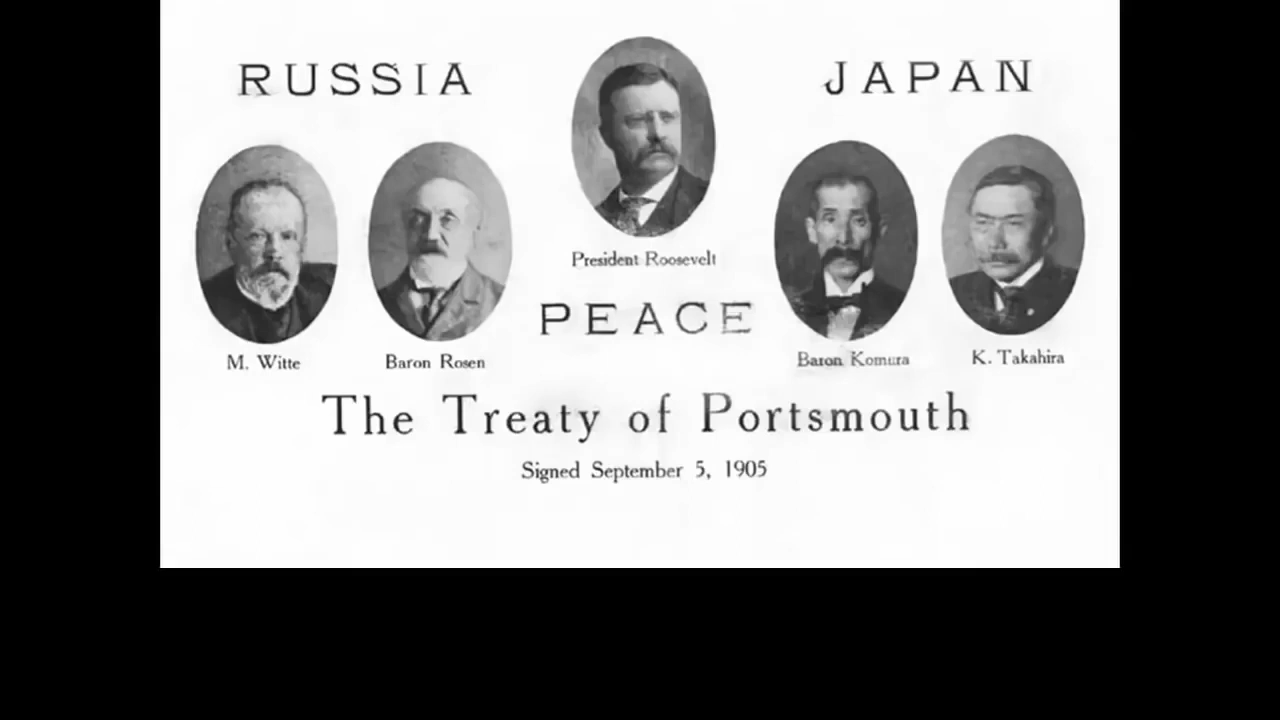 RUSSIA
JAPAN
President Roosevelt
PEACE
M. Witte
Baron Rosen
Baron Komura
K. Takahira
The Treaty of Portsmouth
Signed September 5, 1905